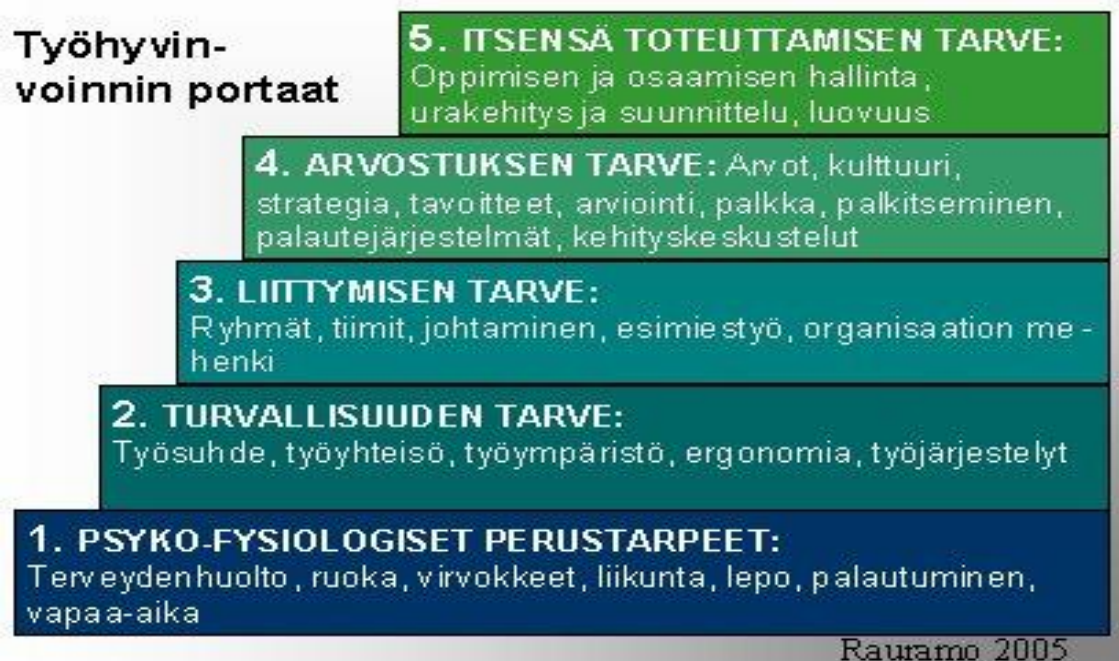 Työhyvin-
voinnin portaat
5. ITSENSÄ TOTEUTTAMISEN TARVE:
Oppimisen ja osaamisen hallinta,
urakehitys ja suunnittelu, luovuus
4. ARVOSTUKSEN TARVE: Arvot, kulttuuri,
strategia, tavoitteet, arviointi, palkka, palkitseminen,
palautejärjestelmät, kehityskeskustelut
3. LIITTYMISEN TARVE:
Ryhmät, tiimit, johtaminen, esimiestyö, organisaation me-
henki
2. TURVALLISUUDEN TARVE:
Työsuhde, työyhteisö, työympäristö, ergonomia, työjärjestelyt
1. PSYKO-FYSIOLOGISET PERUSTARPEET:
Terveydenhuolto, ruoka, virvokkeet, liikunta, lepo, palautuminen,
vapaa-aika
Rauramo 2005